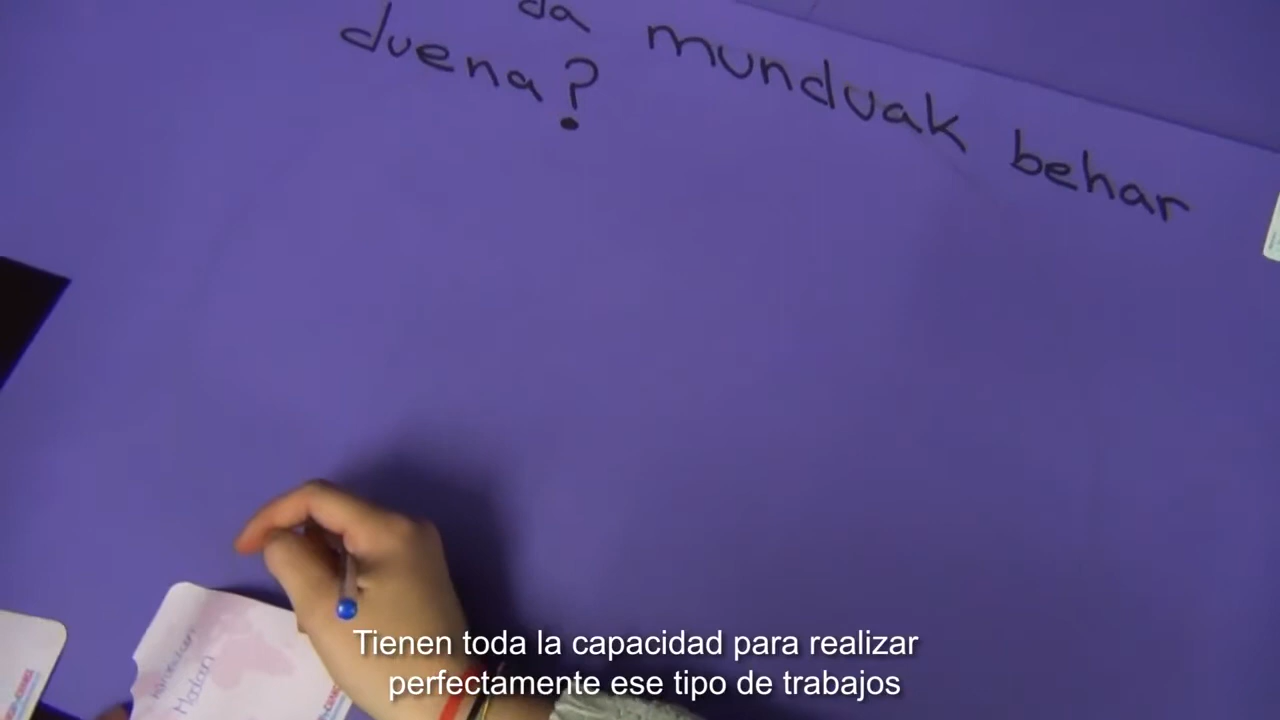 da munduak behar
duena?
Tienen toda la capacidad para realizar
perfectamente ese tipo de trabajos